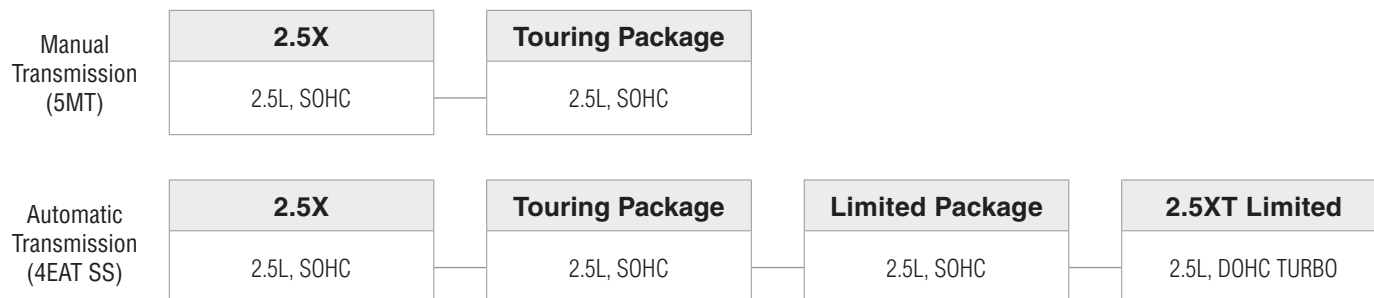 Manual
Transmission
(5MT)
2.5X
2.5L, SOHC
Touring Package
2.5L, SOHC
Automatic
Transmission
(4EAT SS)
2.5X
2.5L, SOHC
Touring Package
2.5L, SOHC
Limited Package
2.5L, SOHC
2.5XT Limited
2.5L, DOHC TURBO